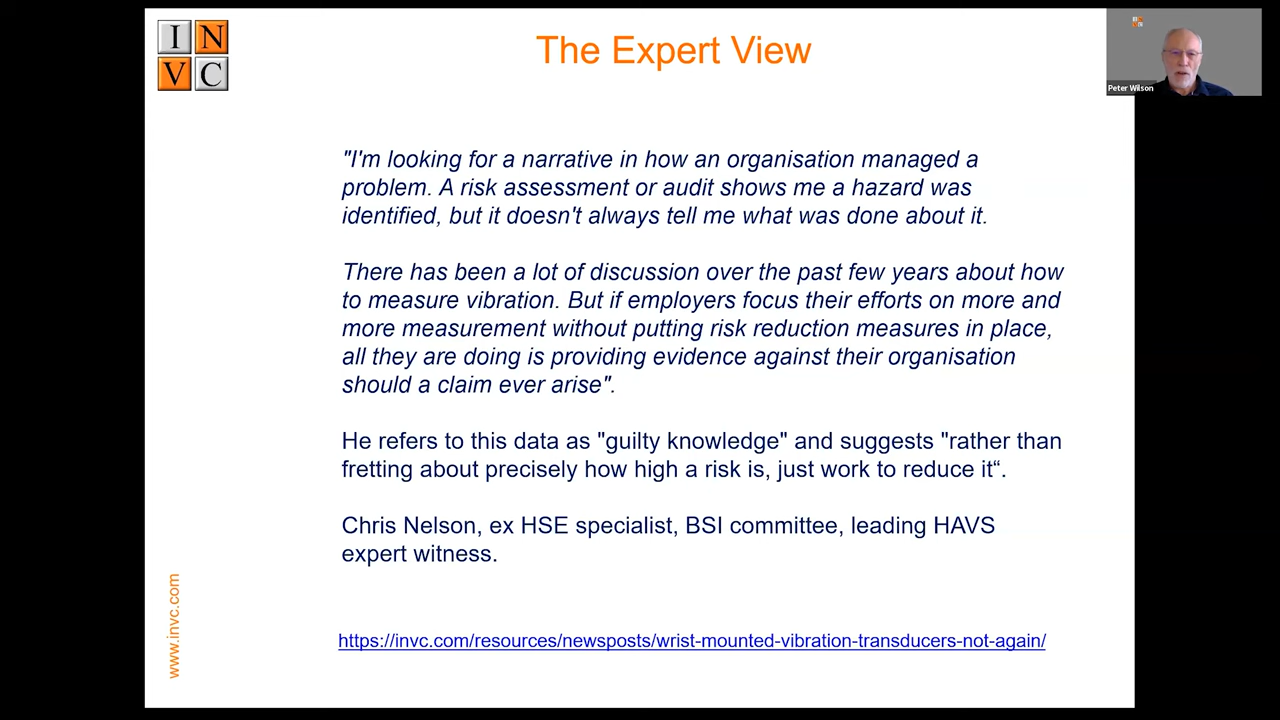 I N
V C
The Expert View
Peter Wilson
"I'm looking for a narrative in how an organisation managed a
problem. A risk assessment or audit shows me a hazard was
identified, but it doesn't always tell me what was done about it.
There has been a lot of discussion over the past few years about how
to measure vibration. But if employers focus their efforts on more and
more measurement without putting risk reduction measures in place,
all they are doing is providing evidence against their organisation
should a claim ever arise".
He refers to this data as "guilty knowledge" and suggests "rather than
fretting about precisely how high a risk is, just work to reduce it“.
Chris Nelson, ex HSE specialist, BSI committee, leading HAVS
expert witness.
www.invc.com
https://invc.com/resources/newsposts/wrist-mounted-vibration-transducers-not-again/